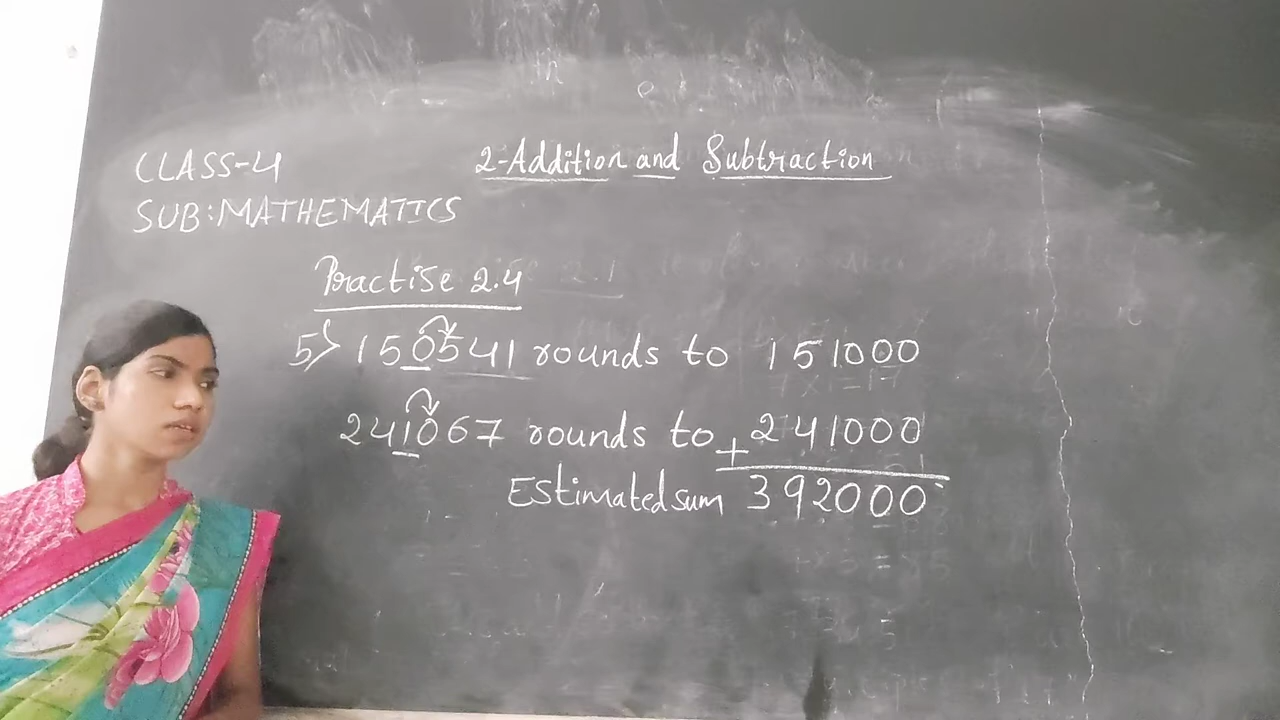 CLASS-4
2-Addition and Subtraction
SUB:MATHEMATICS
Practise 2.4
5> 150541 rounds to 151000
241067 rounds to + 241000
Estimated sum 392000